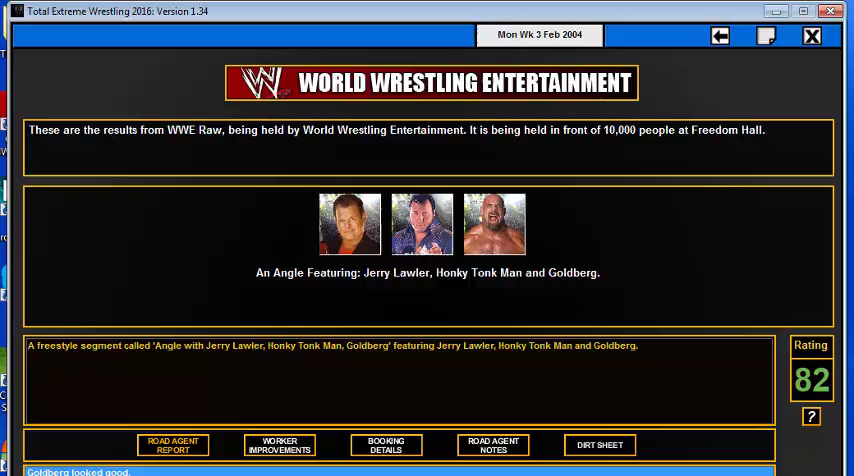 Total Extreme Wrestling 2016: Version 1.34
Mon Wk 3 Feb 2004
W WORLD WRESTLING ENTERTAINMENT
These are the results from WWE Raw, being held by World Wrestling Entertainment. It is being held in front of 10,000 people at Freedom Hall.
An Angle Featuring: Jerry Lawler, Honky Tonk Man and Goldberg.
A freestyle segment called 'Angle with Jerry Lawler, Honky Tonk Man, Goldberg' featuring Jerry Lawler, Honky Tonk Man and Goldberg.
Rating
82
?
ROAD AGENT
REPORT
WORKER
IMPROVEMENTS
BOOKING
DETAILS
ROAD AGENT
NOTES
DIRT SHEET
Goldberg looked good.